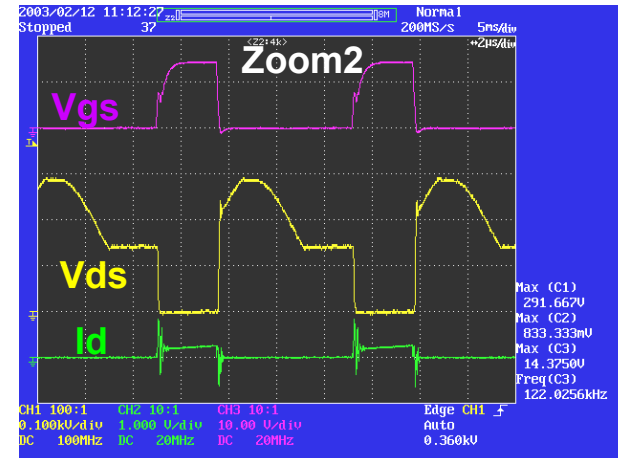 2003/02/12 11:12:27 Z2 8M Normal
Stopped 37 200MS/s 5ms/div
<Z2:4k> ↔2µs/div
Zoom2
Vgs
Vds
Id
Max (C1)
291.667V
Max (C2)
833.333mV
Max (C3)
14.3750V
Freq(C3)
122.0256kHz
CH1 100:1 CH2 10:1 CH3 10:1 Edge CH1
0.100kV/div 1.000 V/div 10.00 V/div Auto
DC 100MHz DC 20MHz DC 20MHz 0.360kV